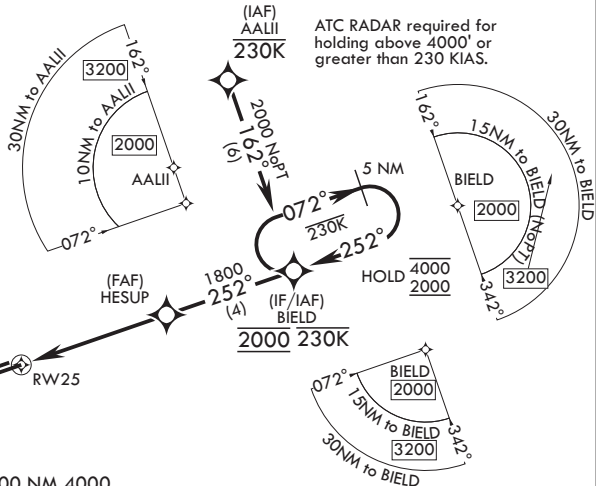 (IAF)
AALII
230K
ATC RADAR required for
holding above 4000' or
greater than 230 KIAS.
30NM to AALII
162°
3200
10NM to AALII
2000
AALII
072°
2000 NoPT
162°
(6)
5 NM
072°
230K
252°
HOLD 4000
2000
162°
30NM to BIELD
15NM to BIELD (NoPT)
BIELD
2000
3200
342°
(FAF)
HESUP
1800
252°
(4)
(IF/IAF)
BIELD
2000 230K
RW25
072°
BIELD
2000
15NM to BIELD
342°
3200
30NM to BIELD
00 NM 4000